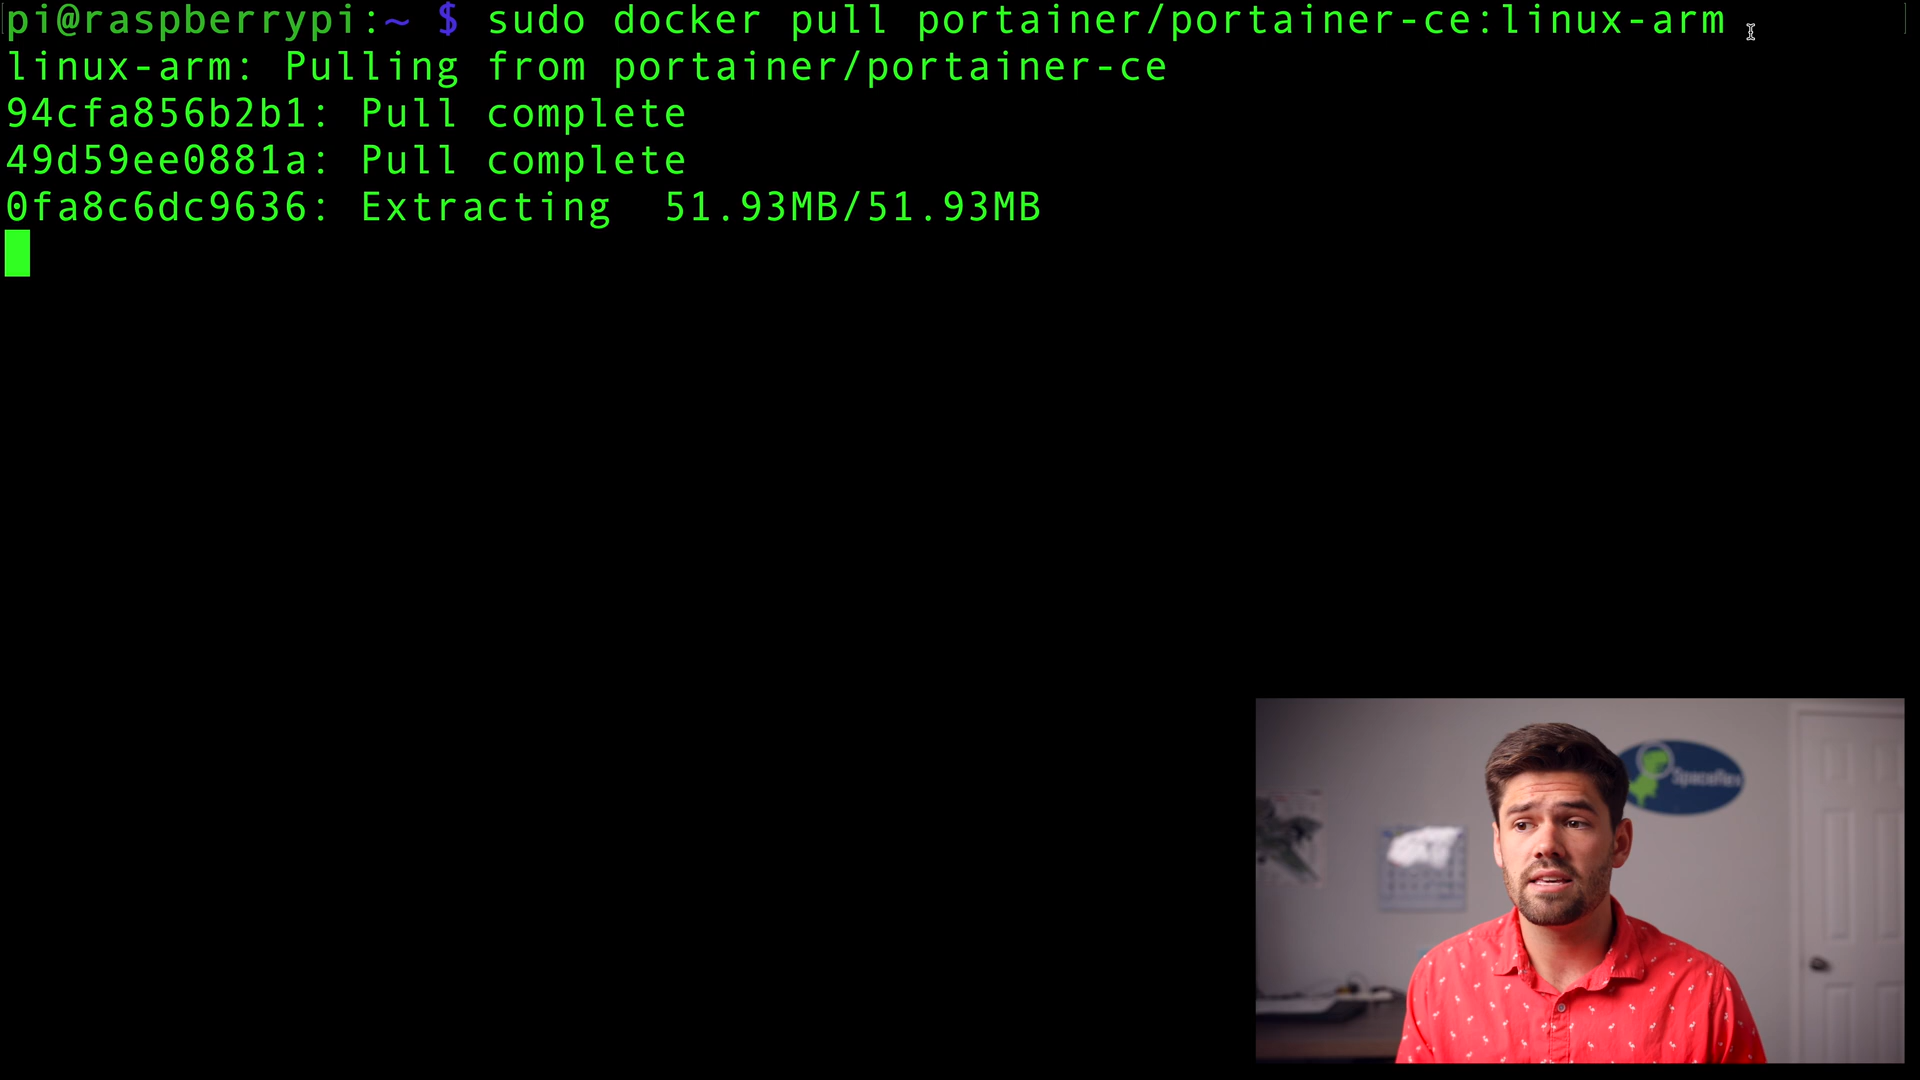 pi@raspberrypi:~ $ sudo docker pull portainer/portainer-ce:linux-arm
linux-arm: Pulling from portainer/portainer-ce
94cfa856b2b1: Pull complete
49d59ee0881a: Pull complete
0fa8c6dc9636: Extracting  51.93MB/51.93MB
SpaceRex